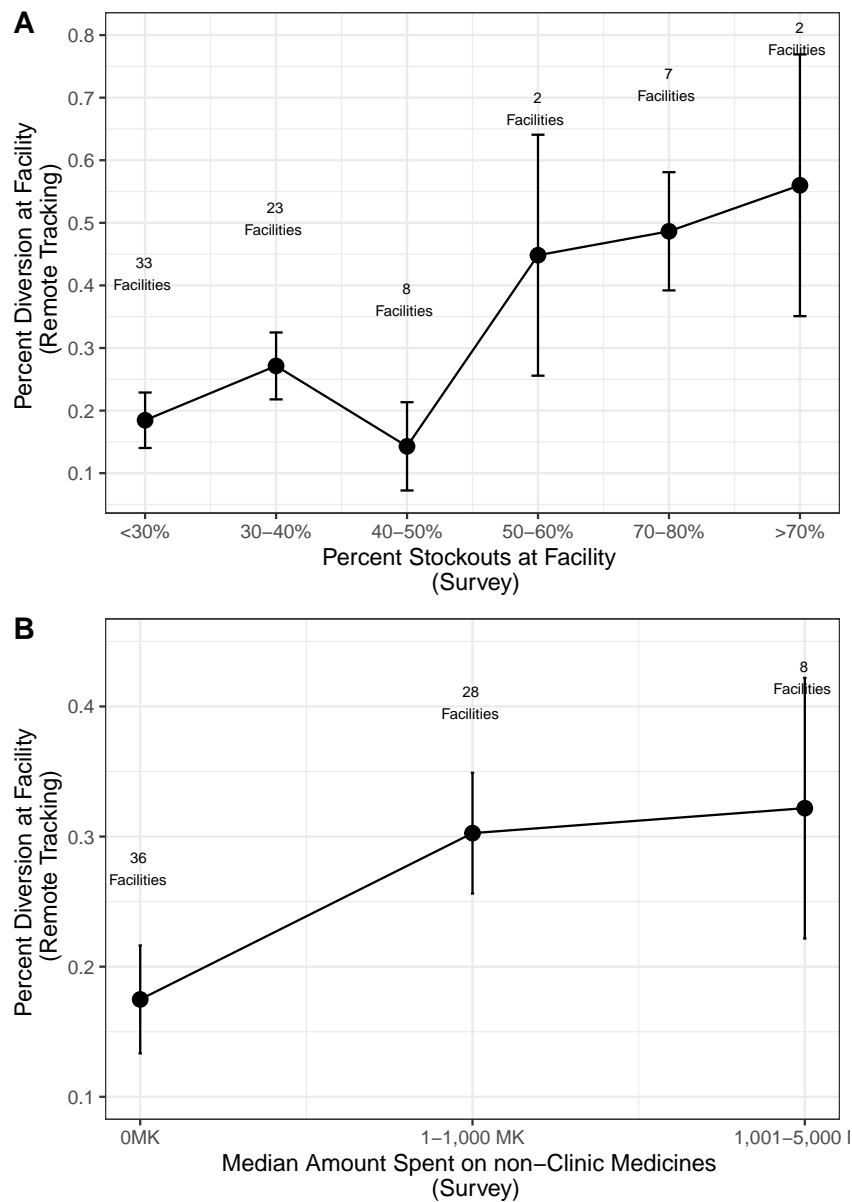 A
0.8
0.7
0.6
0.5
0.4
0.3
0.2
0.1
Percent Diversion at Facility
(Remote Tracking)
33
Facilities
23
Facilities
8
Facilities
2
Facilities
7
Facilities
2
Facilities
<30%
30−40%
40−50%
50−60%
70−80%
>70%
Percent Stockouts at Facility
(Survey)
B
0.4
0.3
0.2
0.1
Percent Diversion at Facility
(Remote Tracking)
36
Facilities
28
Facilities
8
Facilities
0MK
1−1,000 MK
1,001−5,000
Median Amount Spent on non−Clinic Medicines
(Survey)